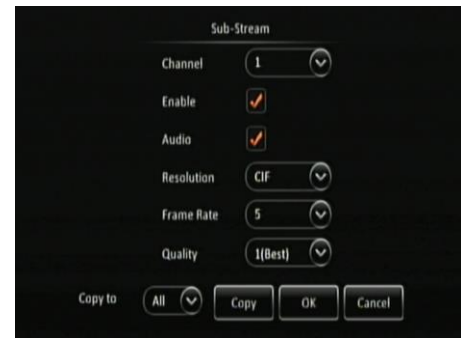 Sub-Stream
Channel 1
Enable
Audio
Resolution CIF
Frame Rate 5
Quality 1(Best)
Copy to All Copy OK Cancel